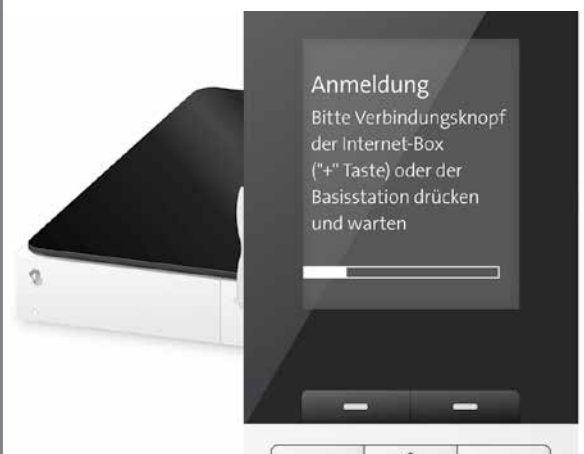 Anmeldung
Bitte Verbindungsknopf
der Internet-Box
("+" Taste) oder der
Basisstation drücken
und warten